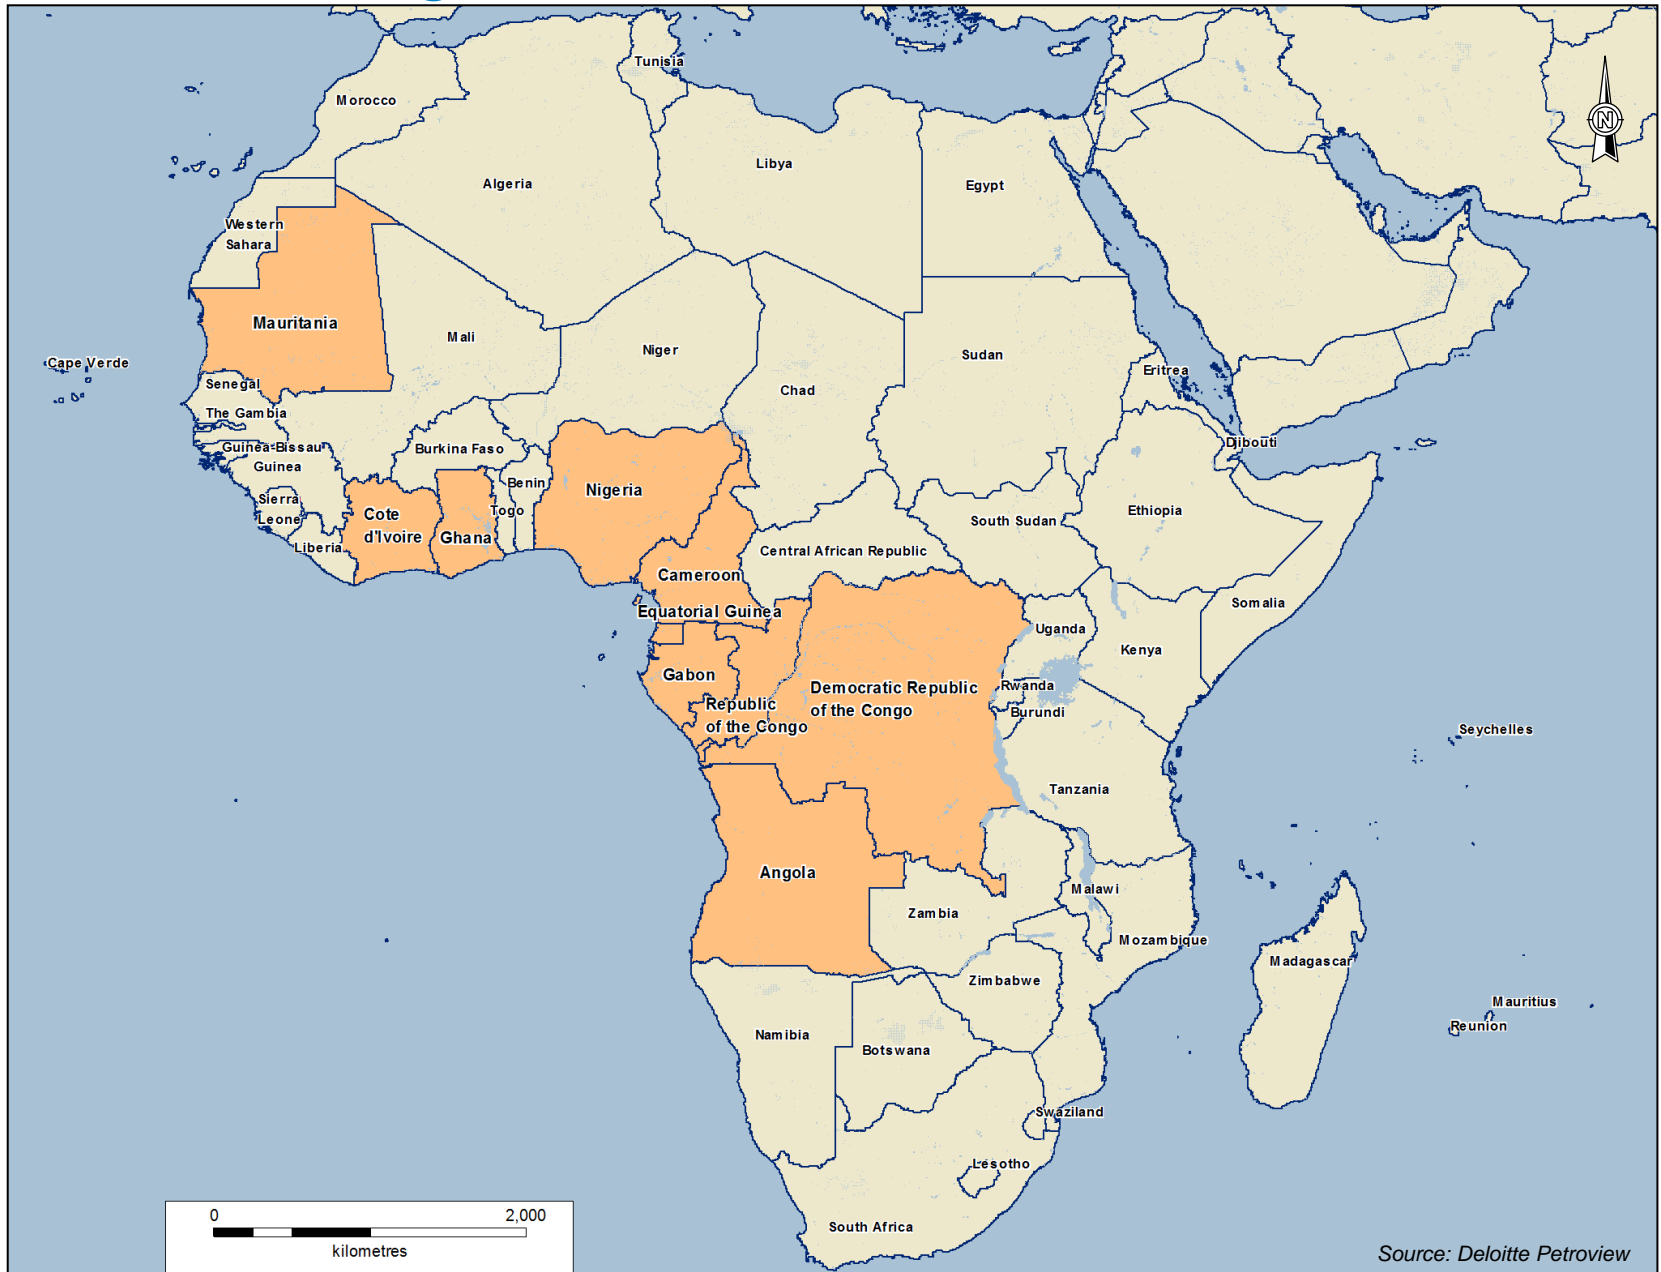 Tunisia
Morocco
Libya
Algeria
Egypt
Western
Sahara
Mauritania
Mali
Niger
Sudan
Cape Verde
Eritrea
Senegal
Chad
The Gambia
Djibouti
Guinea-Bissau
Burkina Faso
Guinea
Benin
Nigeria
Sierra
Leone
Togo
Ethiopia
Cote
d'Ivoire
South Sudan
Ghana
Liberia
Central African Republic
Cameroon
Somalia
Equatorial Guinea
Uganda
Kenya
Gabon
Rwanda
Democratic Republic
of the Congo
Republic
of the Congo
Burundi
Seychelles
Tanzania
Angola
Malawi
Zambia
Mozambique
Madagascar
Zimbabwe
Mauritius
Reunion
Namibia
Botswana
Swaziland
Lesotho
South Africa
N
0 2,000
kilometres
Source: Deloitte Petroview